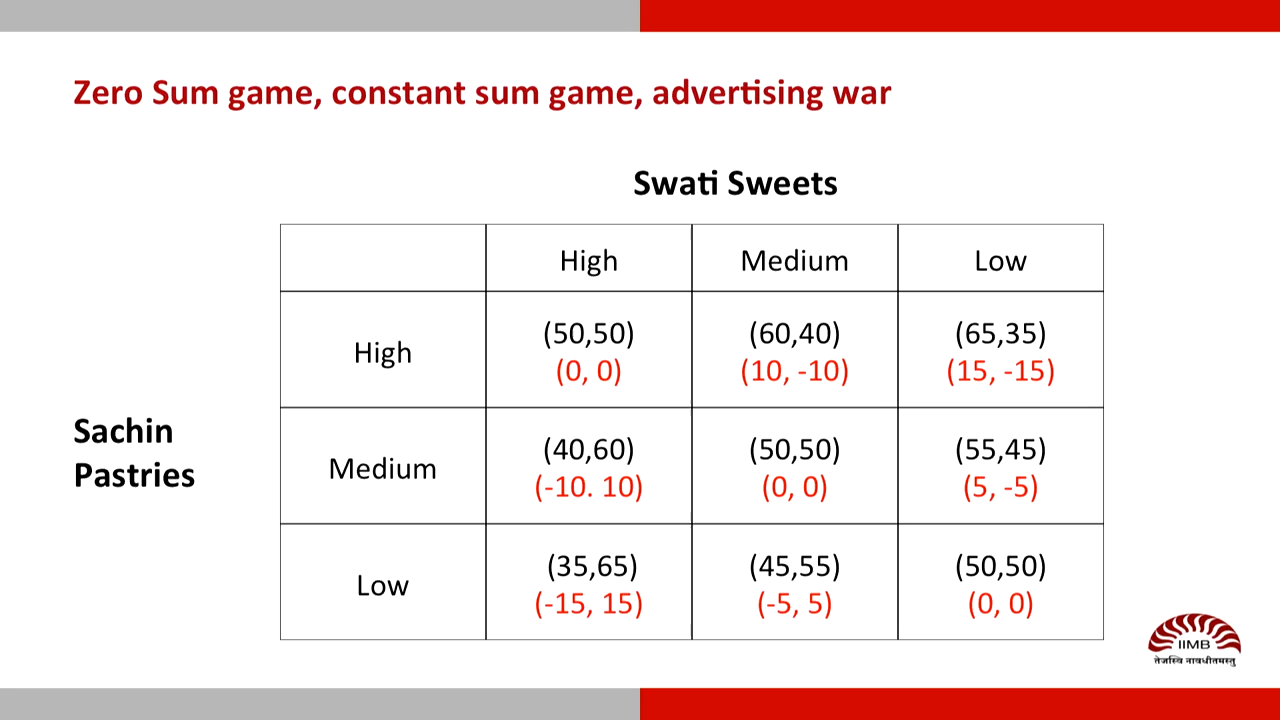 Zero Sum game, constant sum game, advertising war
Swati Sweets
High Medium Low
High (50,50) (60,40) (65,35)
(0, 0) (10, -10) (15, -15)
Sachin
Pastries
Medium (40,60) (50,50) (55,45)
(-10. 10) (0, 0) (5, -5)
Low (35,65) (45,55) (50,50)
(-15, 15) (-5, 5) (0, 0)
IIMB
तेजस्वि नावधीतमस्तु